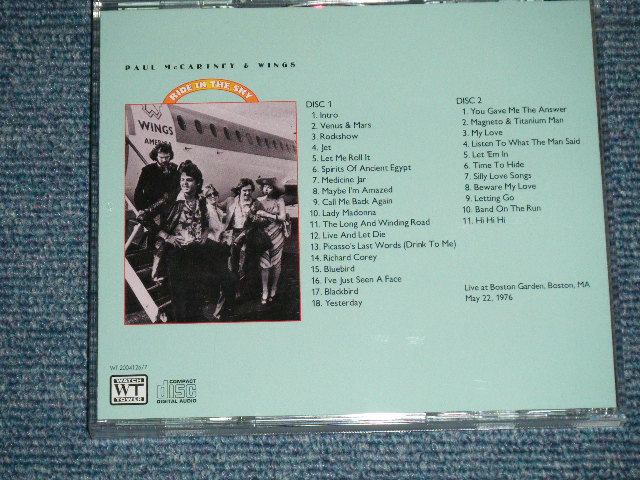 PAUL McCARTNEY & WINGS
RIDE IN THE SKY
WINGS
DISC 1
1. Intro
2. Venus & Mars
3. Rockshow
4. Jet
5. Let Me Roll It
6. Spirits Of Ancient Egypt
7. Medicine Jar
8. Maybe I'm Amazed
9. Call Me Back Again
10. Lady Madonna
11. The Long And Winding Road
12. Live And Let Die
13. Picasso's Last Words (Drink To Me)
14. Richard Corey
15. Bluebird
16. I've Just Seen A Face
17. Blackbird
18. Yesterday
DISC 2
1. You Gave Me The Answer
2. Magneto & Titanium Man
3. My Love
4. Listen To What The Man Said
5. Let 'Em In
6. Time To Hide
7. Silly Love Songs
8. Beware My Love
9. Letting Go
10. Band On The Run
11. Hi Hi Hi
Live at Boston Garden, Boston, MA
May 22, 1976
WT 2004126/7
WATCH
WT
TOWER
COMPACT
disc
DIGITAL AUDIO